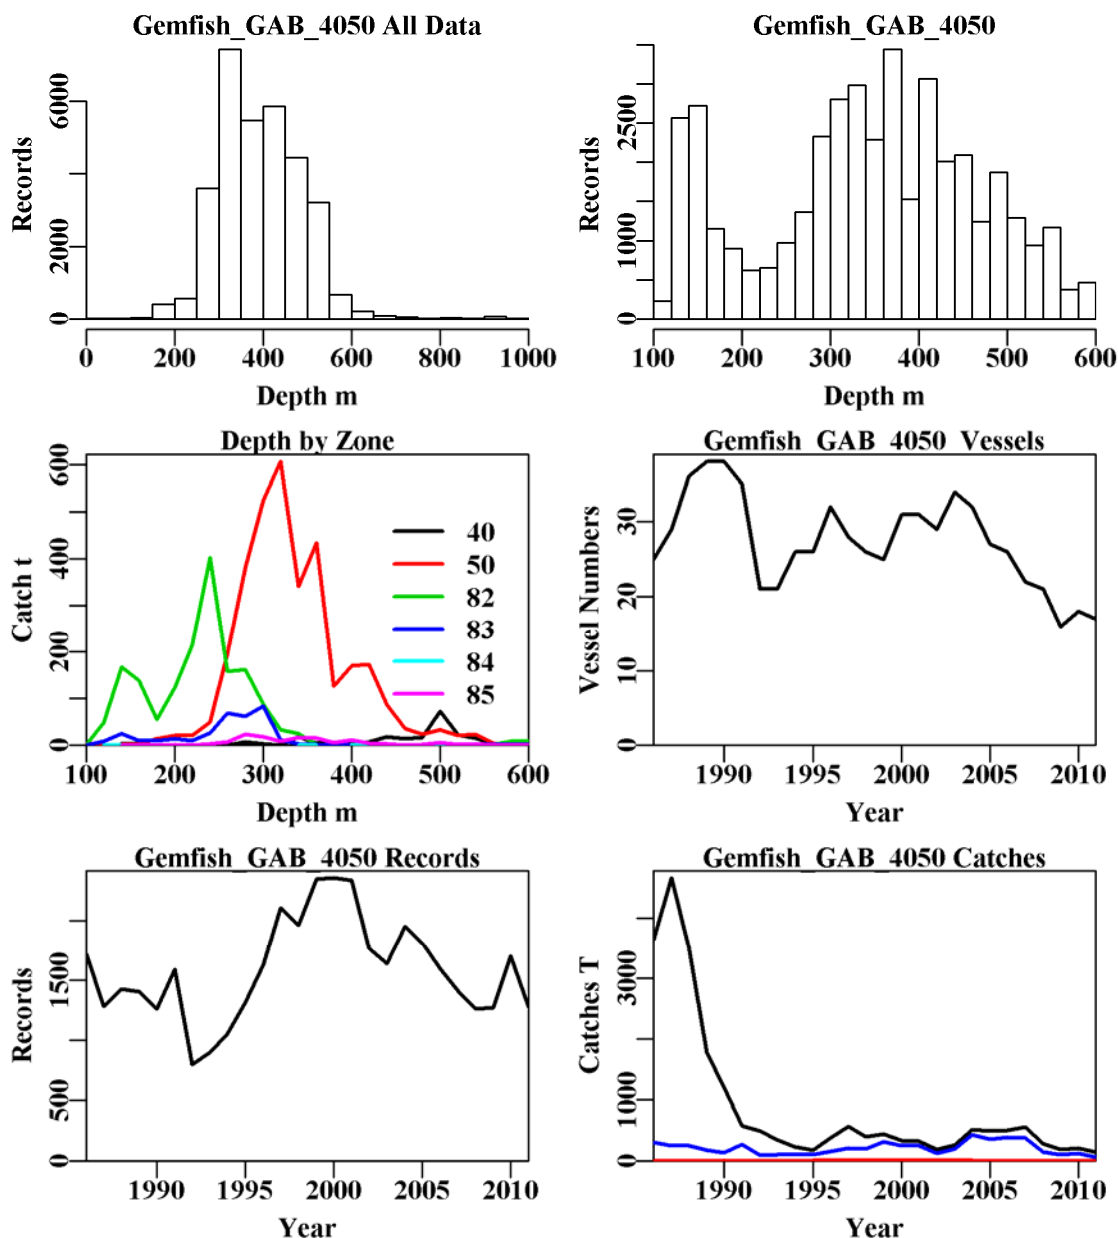 Gemfish_GAB_4050 All Data
Records
0 2000 6000
0 200 400 600 800 1000
Depth m
Gemfish_GAB_4050
Records
0 1000 2500
100 200 300 400 500 600
Depth m
Depth by Zone
Catch t
0 200 400 600
40
50
82
83
84
85
100 200 300 400 500 600
Depth m
Gemfish_GAB_4050_Vessels
Vessel Numbers
0 10 20 30
1990 1995 2000 2005 2010
Year
Gemfish_GAB_4050 Records
Records
0 500 1500
1990 1995 2000 2005 2010
Year
Gemfish_GAB_4050 Catches
Catches T
0 1000 3000
1990 1995 2000 2005 2010
Year